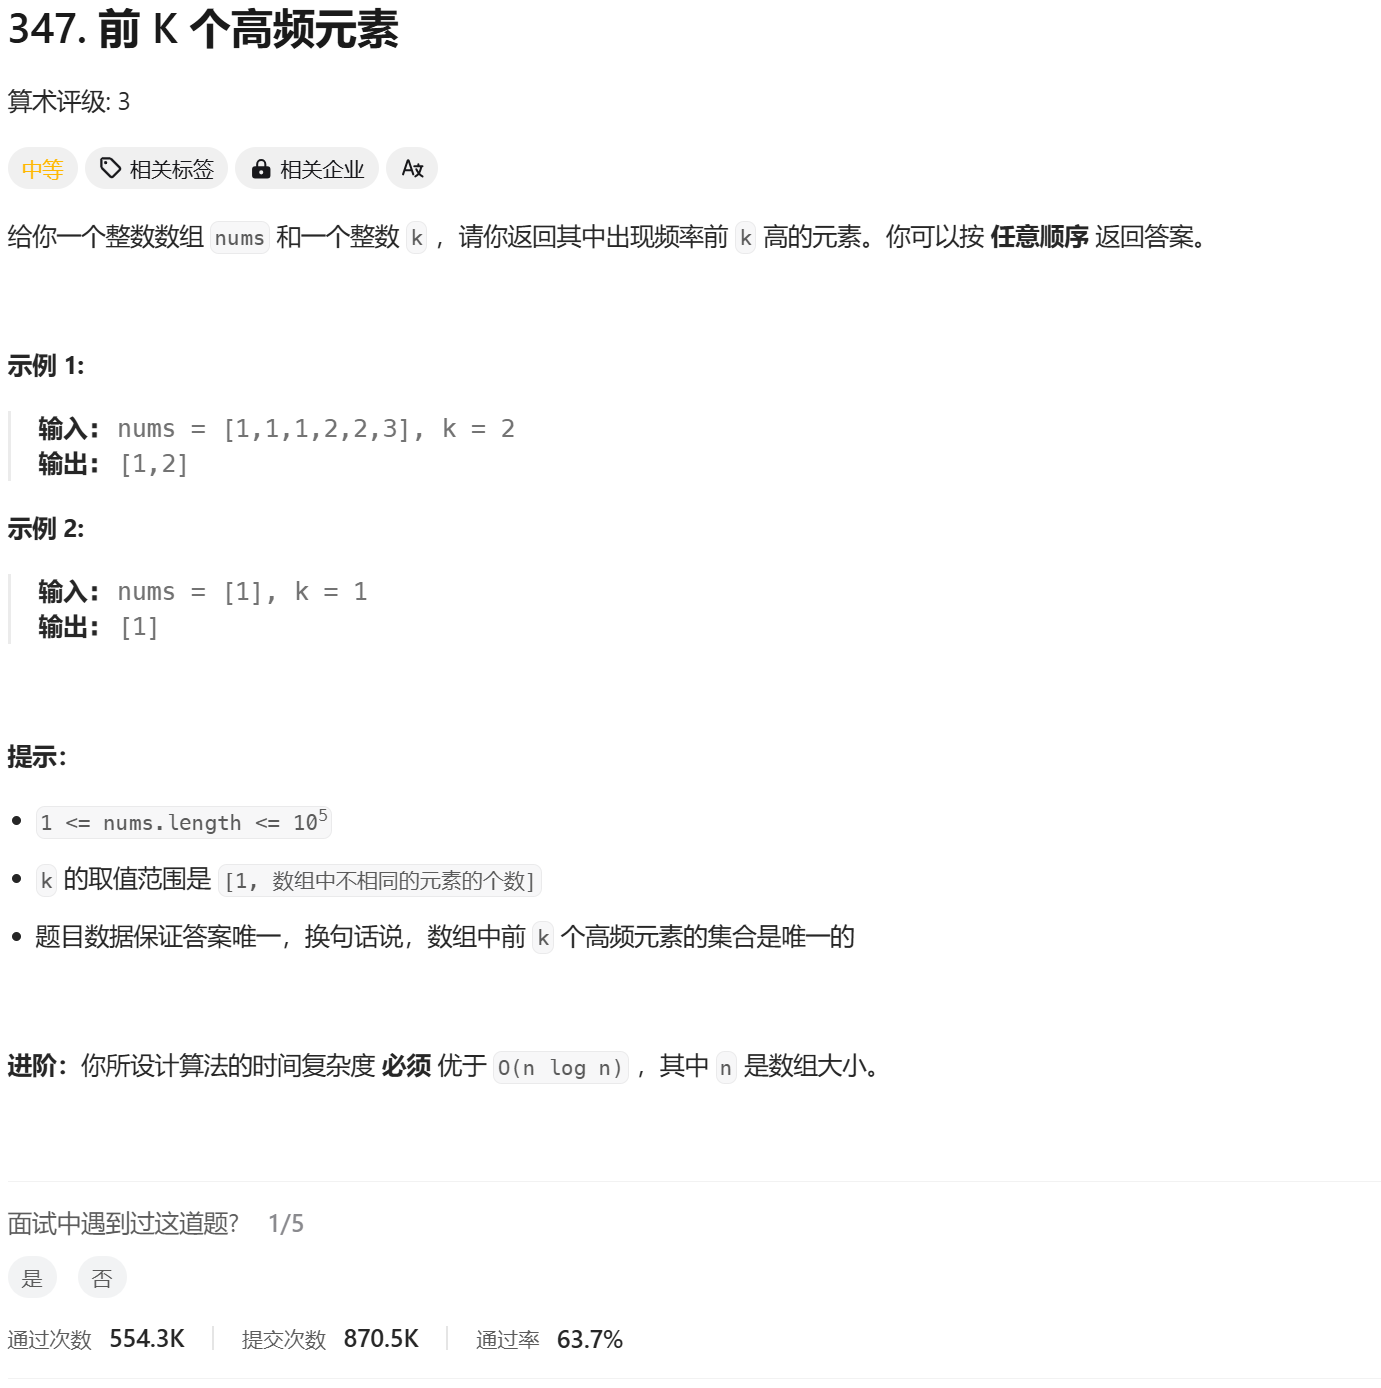 347. 前 K 个高频元素
算术评级: 3
中等 相关标签 相关企业
给你一个整数数组 nums 和一个整数 k ，请你返回其中出现频率前 k 高的元素。你可以按 任意顺序 返回答案。
示例 1:
输入: nums = [1,1,1,2,2,3], k = 2
输出: [1,2]
示例 2:
输入: nums = [1], k = 1
输出: [1]
提示：
1 <= nums.length <= 10⁵
k 的取值范围是 [1, 数组中不相同的元素的个数]
题目数据保证答案唯一，换句话说，数组中前 k 个高频元素的集合是唯一的
进阶：你所设计算法的时间复杂度 必须 优于 O(n log n) ，其中 n 是数组大小。
面试中遇到过这道题? 1/5
是 否
通过次数 554.3K 提交次数 870.5K 通过率 63.7%